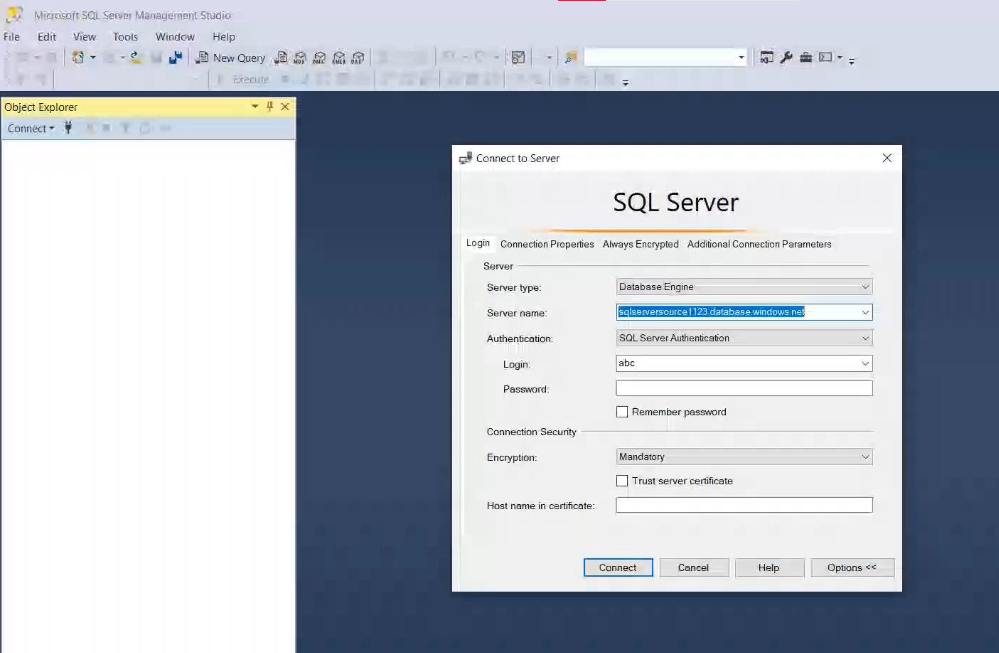 Microsoft SQL Server Management Studio
File Edit View Tools Window Help
New Query
Execute
Object Explorer
Connect
Connect to Server
SQL Server
Login Connection Properties Always Encrypted Additional Connection Parameters
Server
Server type: Database Engine
Server name: sqlserversource1123.database.windows.net
Authentication: SQL Server Authentication
Login: abc
Password:
Remember password
Connection Security
Encryption: Mandatory
Trust server certificate
Host name in certificate:
Connect Cancel Help Options <<